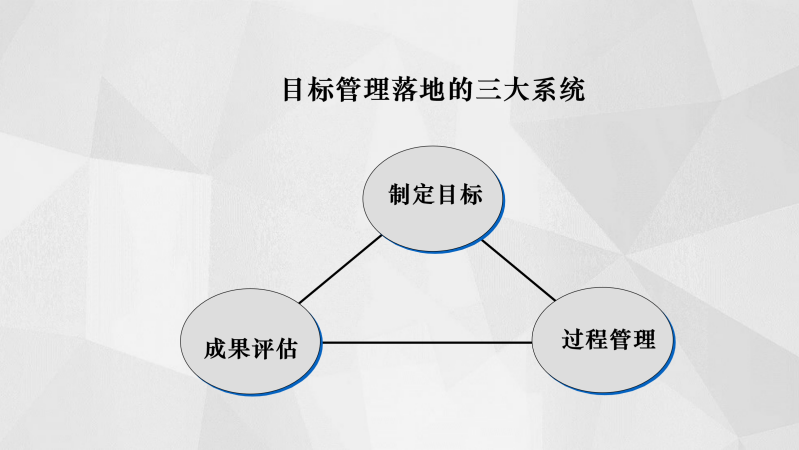 目标管理落地的三大系统
制定目标
成果评估
过程管理